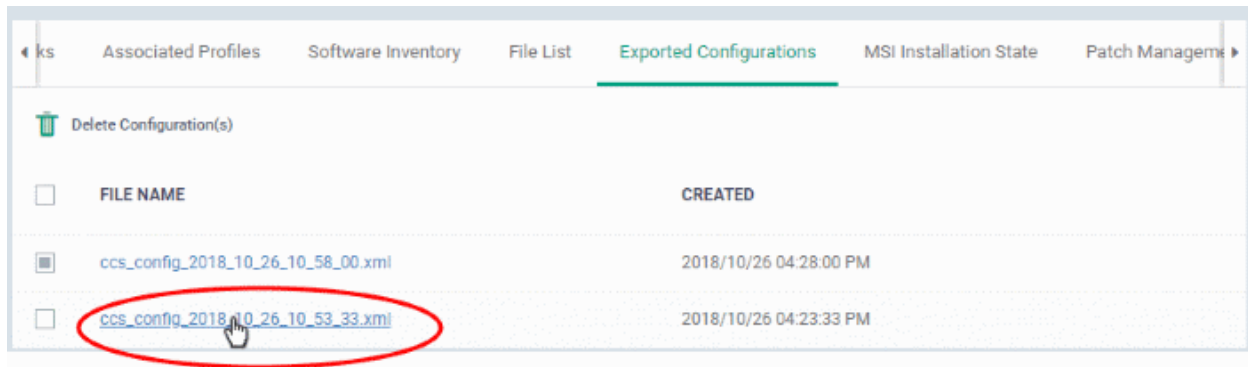 ks Associated Profiles Software Inventory File List Exported Configurations MSI Installation State Patch Manageme
Delete Configuration(s)
FILE NAME CREATED
ccs_config_2018_10_26_10_58_00.xml 2018/10/26 04:28:00 PM
ccs_config_2018_10_26_10_53_33.xml 2018/10/26 04:23:33 PM